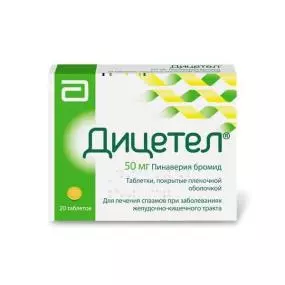 Дицетел®
50 мг Пинаверия бромид
Таблетки, покрытые пленочной
оболочкой
20 таблеток
Для лечения спазмов при заболеваниях
желудочно-кишечного тракта